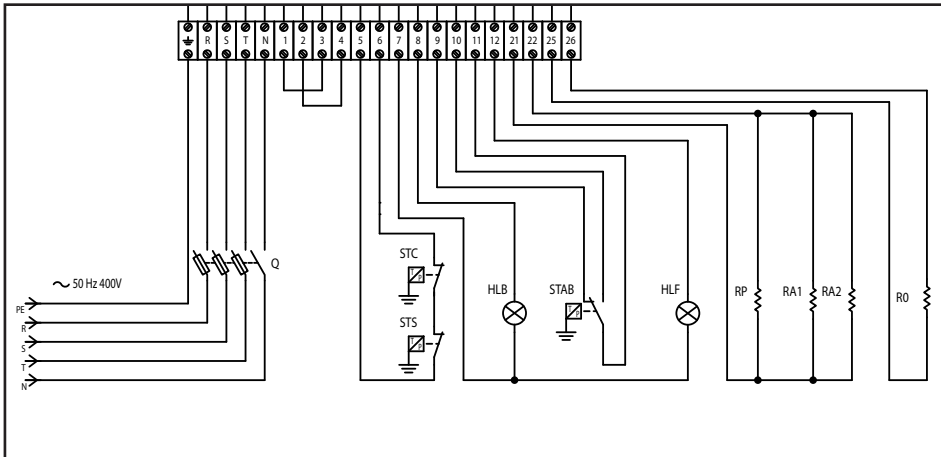 R S T N 1 2 3 4 5 6 7 8 9 10 11 12 21 22 25 26
Q
~ 50 Hz 400V
PE
R
S
T
N
STC
T P
STS
T P
HLB
STAB
T P
HLF
RP
RA1
RA2
R0